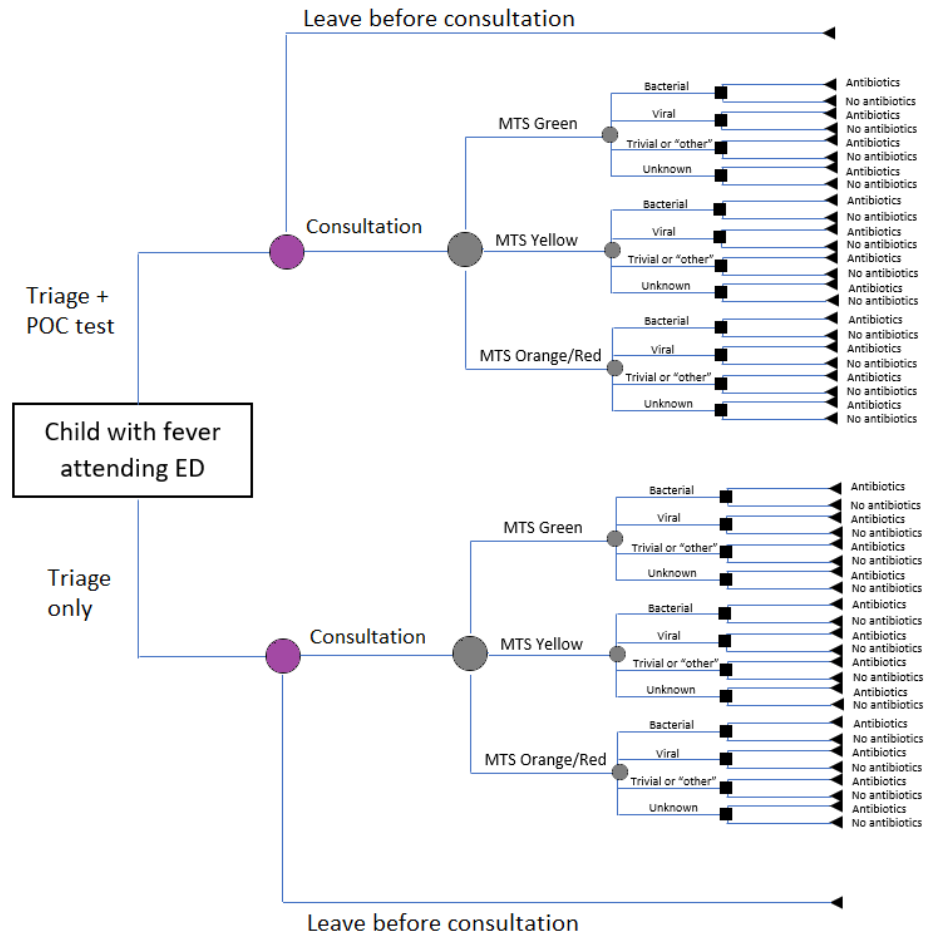 Leave before consultation
Bacterial
Antibiotics
No antibiotics
MTS Green
Viral
Antibiotics
No antibiotics
Trivial or “other”
Antibiotics
No antibiotics
Unknown
Antibiotics
No antibiotics
Consultation
MTS Yellow
Bacterial
Antibiotics
No antibiotics
Viral
Antibiotics
No antibiotics
Trivial or “other”
Antibiotics
No antibiotics
Unknown
Antibiotics
No antibiotics
Triage +
POC test
MTS Orange/Red
Bacterial
Antibiotics
No antibiotics
Viral
Antibiotics
No antibiotics
Trivial or “other”
Antibiotics
No antibiotics
Unknown
Antibiotics
No antibiotics
Child with fever
attending ED
Triage
only
MTS Green
Bacterial
Antibiotics
No antibiotics
Viral
Antibiotics
No antibiotics
Trivial or “other”
Antibiotics
No antibiotics
Unknown
Antibiotics
No antibiotics
Consultation
MTS Yellow
Bacterial
Antibiotics
No antibiotics
Viral
Antibiotics
No antibiotics
Trivial or “other”
Antibiotics
No antibiotics
Unknown
Antibiotics
No antibiotics
MTS Orange/Red
Bacterial
Antibiotics
No antibiotics
Viral
Antibiotics
No antibiotics
Trivial or “other”
Antibiotics
No antibiotics
Unknown
Antibiotics
No antibiotics
Leave before consultation